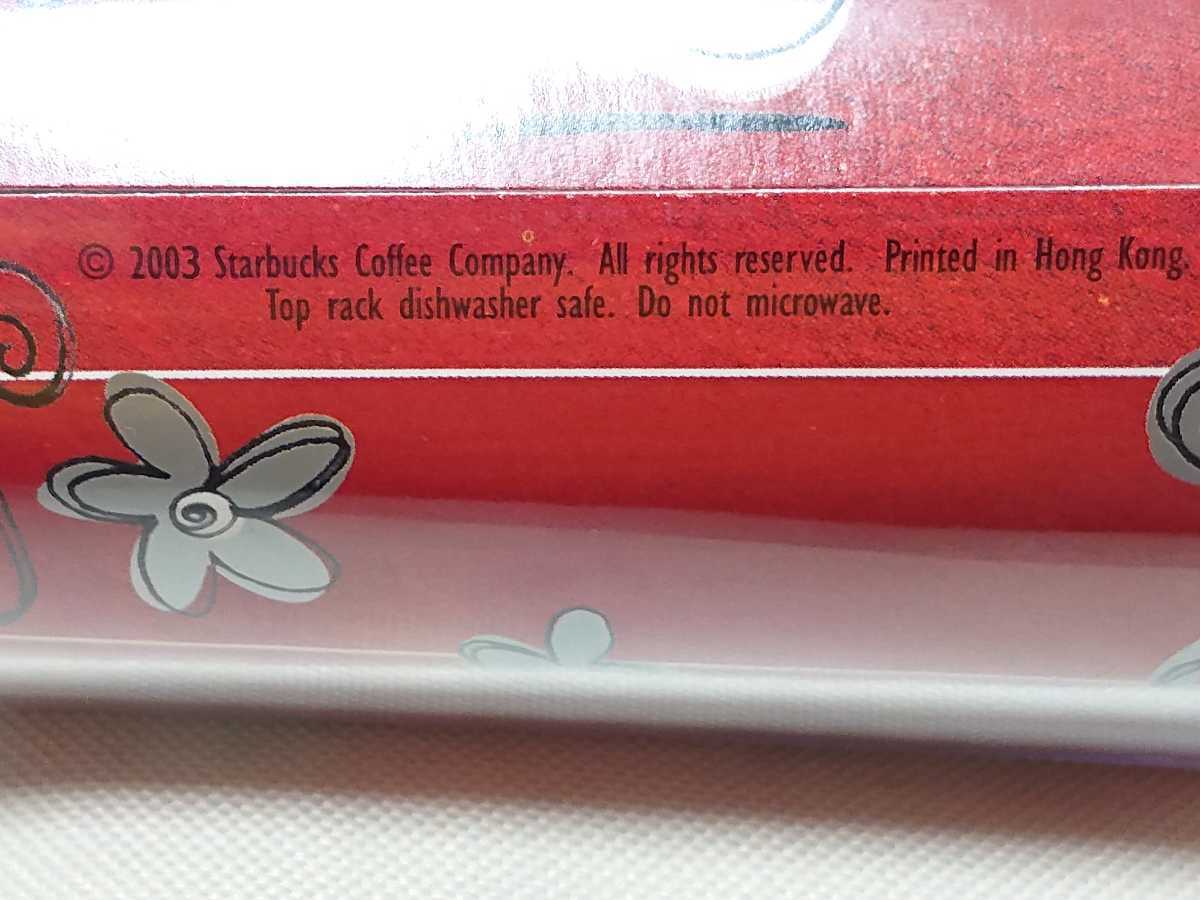 © 2003 Starbucks Coffee Company. All rights reserved. Printed in Hong Kong.
Top rack dishwasher safe. Do not microwave.